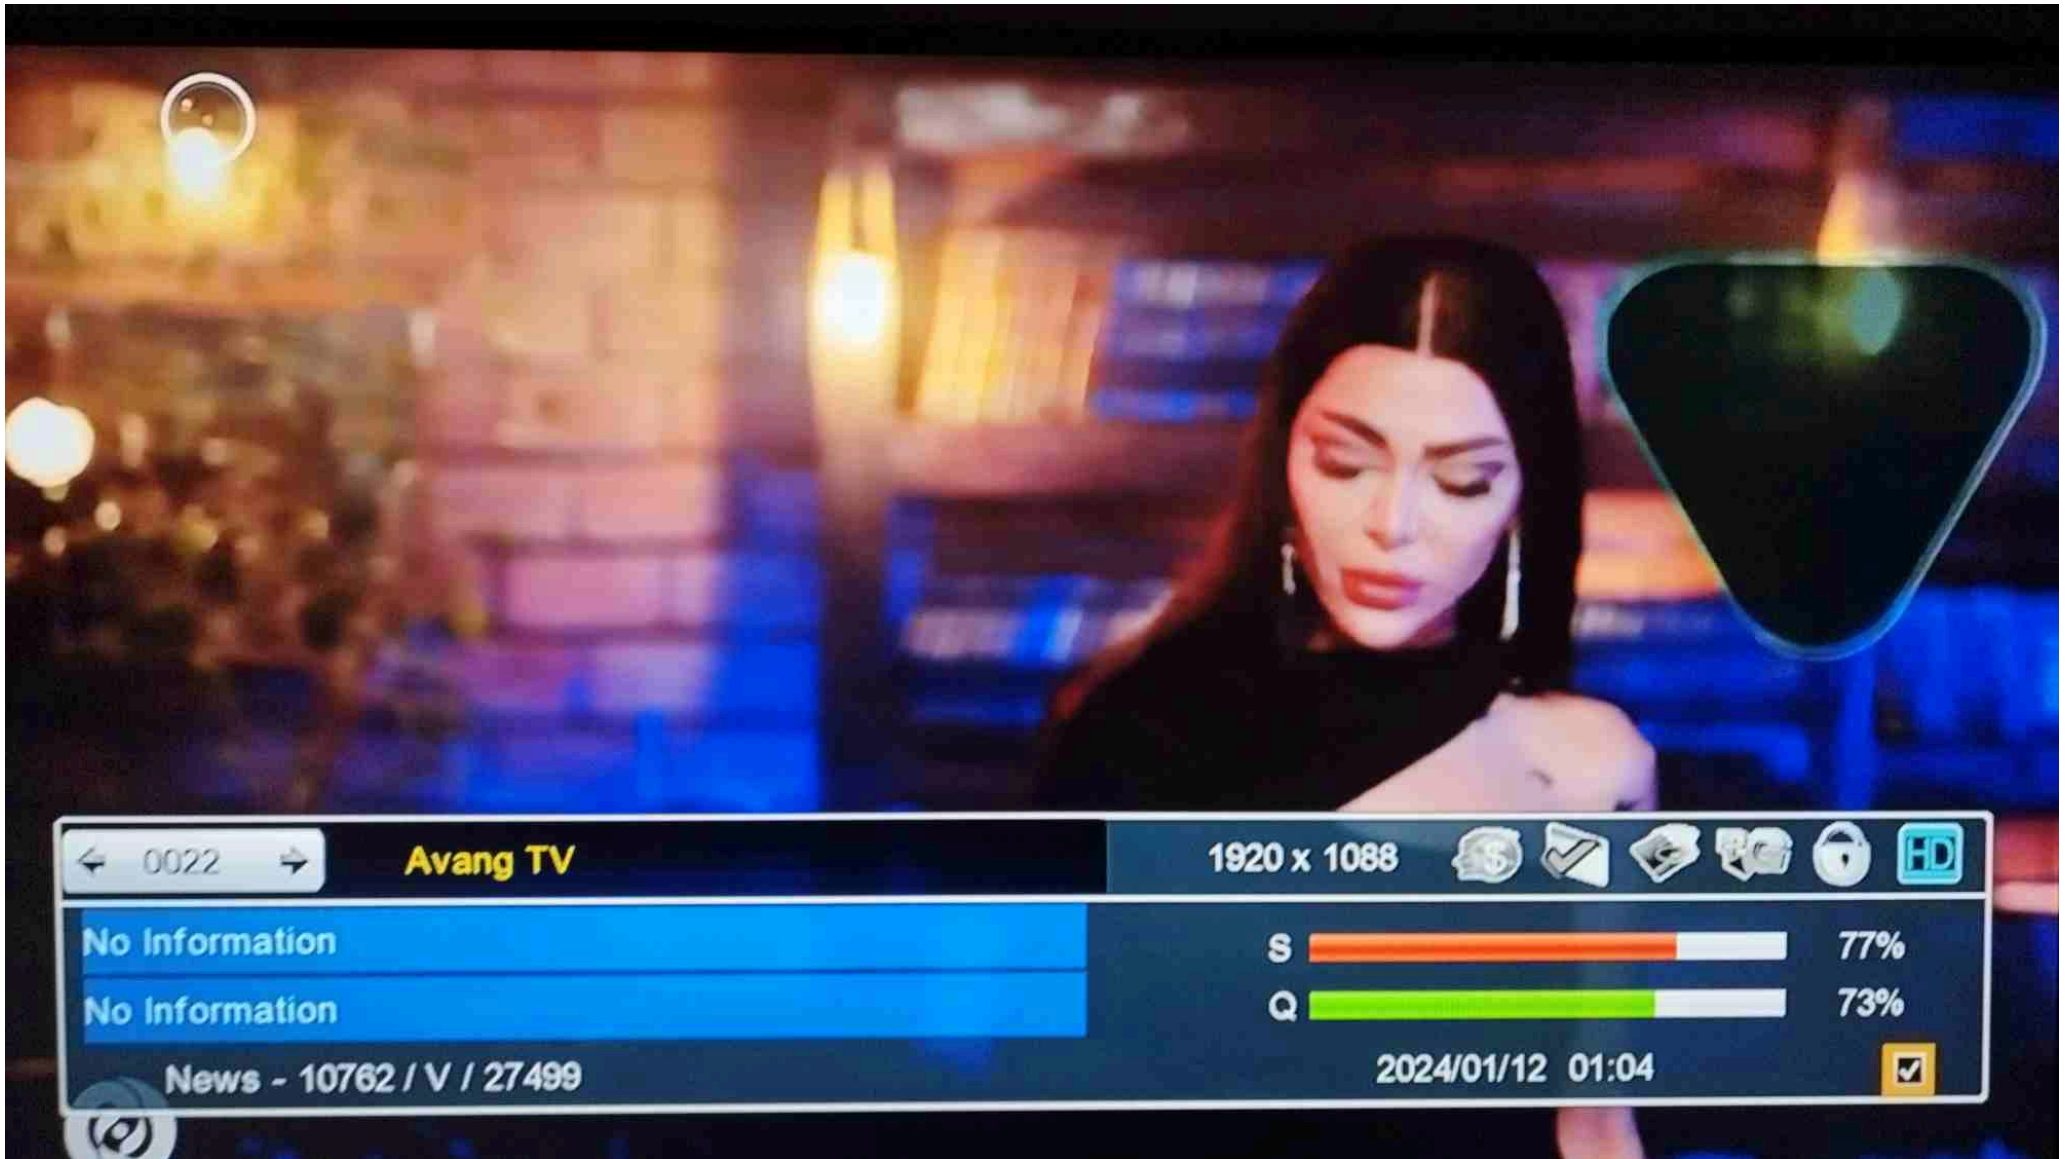 0022
Avang TV
1920 x 1088
HD
No Information
S 77%
No Information
Q 73%
News - 10762 / V / 27499
2024/01/12 01:04